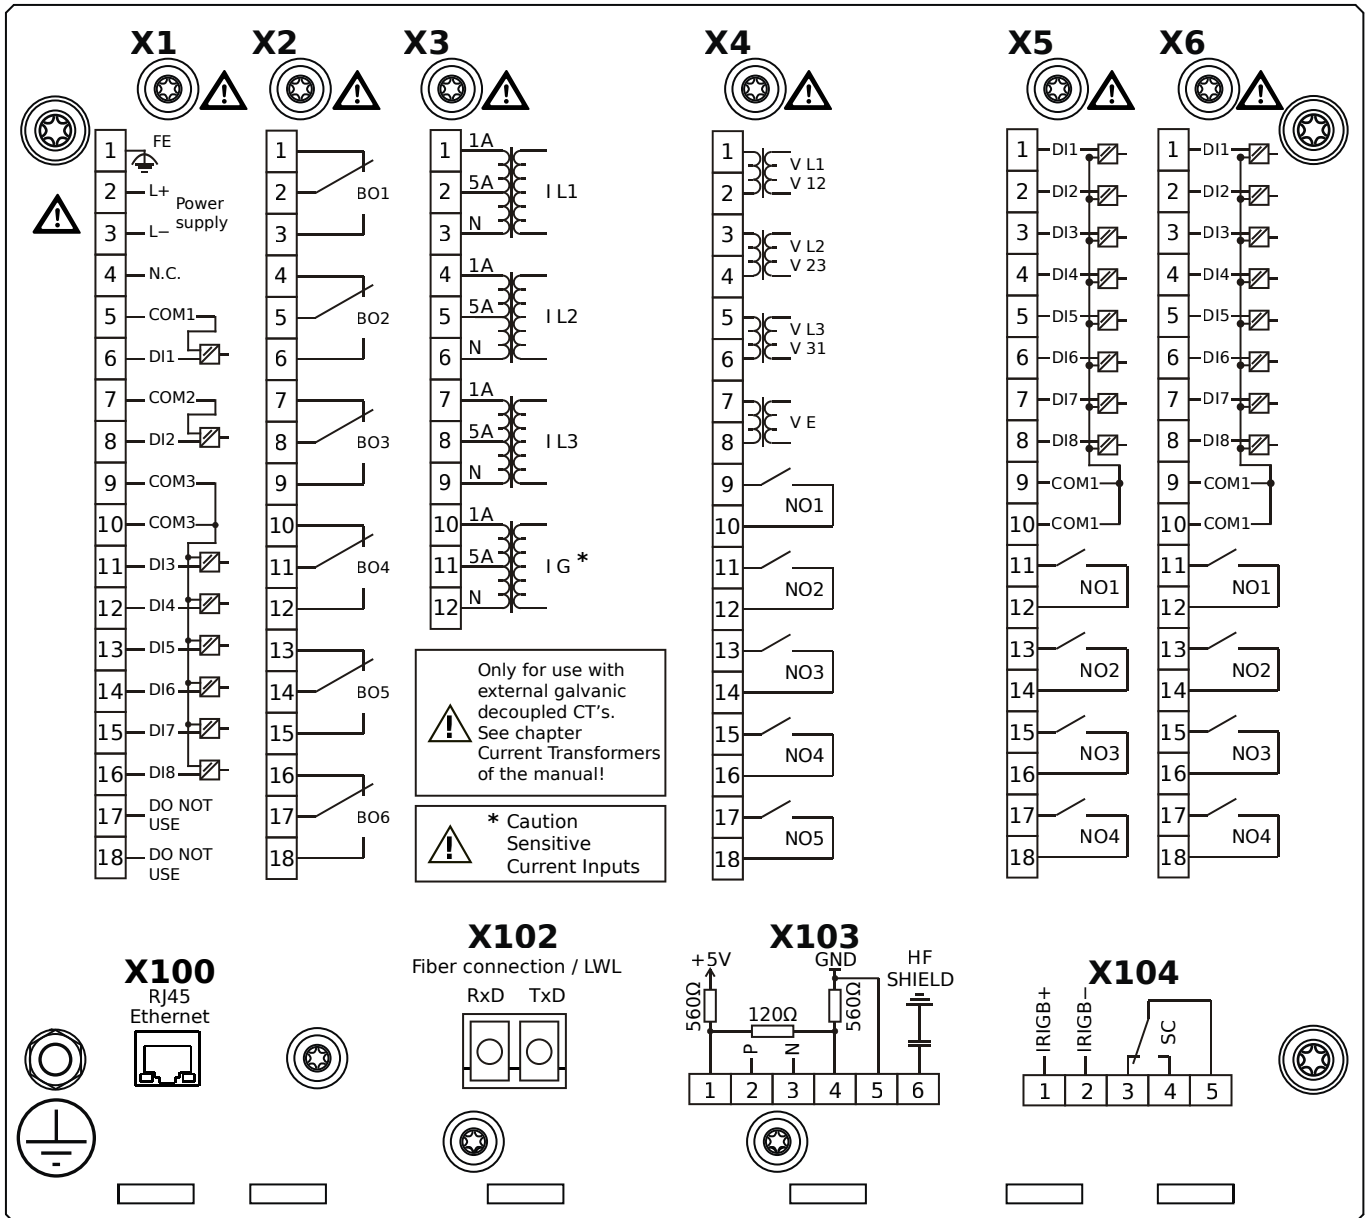 X1
X2
X3
X4
X5
X6
1 FE
2 L+
Power
supply
3 L−
4 N.C.
5 COM1
6 DI1
7 COM2
8 DI2
9 COM3
10 COM3
11 DI3
12 DI4
13 DI5
14 DI6
15 DI7
16 DI8
17 DO NOT
USE
18 DO NOT
USE
1
2 BO1
3
4
5 BO2
6
7
8 BO3
9
10
11 BO4
12
13
14 BO5
15
16
17 BO6
18
1 1A
2 5A I L1
3 N
4 1A
5 5A I L2
6 N
7 1A
8 5A I L3
9 N
10 1A
11 5A I G *
12 N
Only for use with
external galvanic
decoupled CT's.
See chapter
Current Transformers
of the manual!
* Caution
Sensitive
Current Inputs
1 V L1
2 V 12
3 V L2
4 V 23
5 V L3
6 V 31
7 V E
8
9
NO1
10
11
NO2
12
13
NO3
14
15
NO4
16
17
NO5
18
1 DI1
2 DI2
3 DI3
4 DI4
5 DI5
6 DI6
7 DI7
8 DI8
9 COM1
10 COM1
11
NO1
12
13
NO2
14
15
NO3
16
17
NO4
18
1 DI1
2 DI2
3 DI3
4 DI4
5 DI5
6 DI6
7 DI7
8 DI8
9 COM1
10 COM1
11
NO1
12
13
NO2
14
15
NO3
16
17
NO4
18
X100
RJ45
Ethernet
X102
Fiber connection / LWL
RxD TxD
X103
+5V
GND
HF
SHIELD
560Ω
120Ω
560Ω
P
N
1 2 3 4 5 6
X104
IRIGB+
IRIGB−
SC
1 2 3 4 5